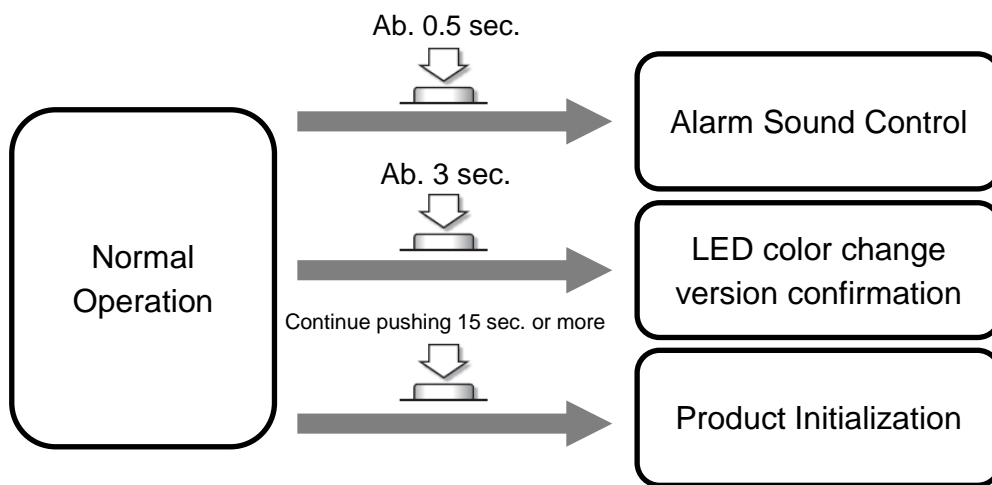 Ab. 0.5 sec.
Alarm Sound Control
Ab. 3 sec.
Normal
Operation
LED color change
version confirmation
Continue pushing 15 sec. or more
Product Initialization